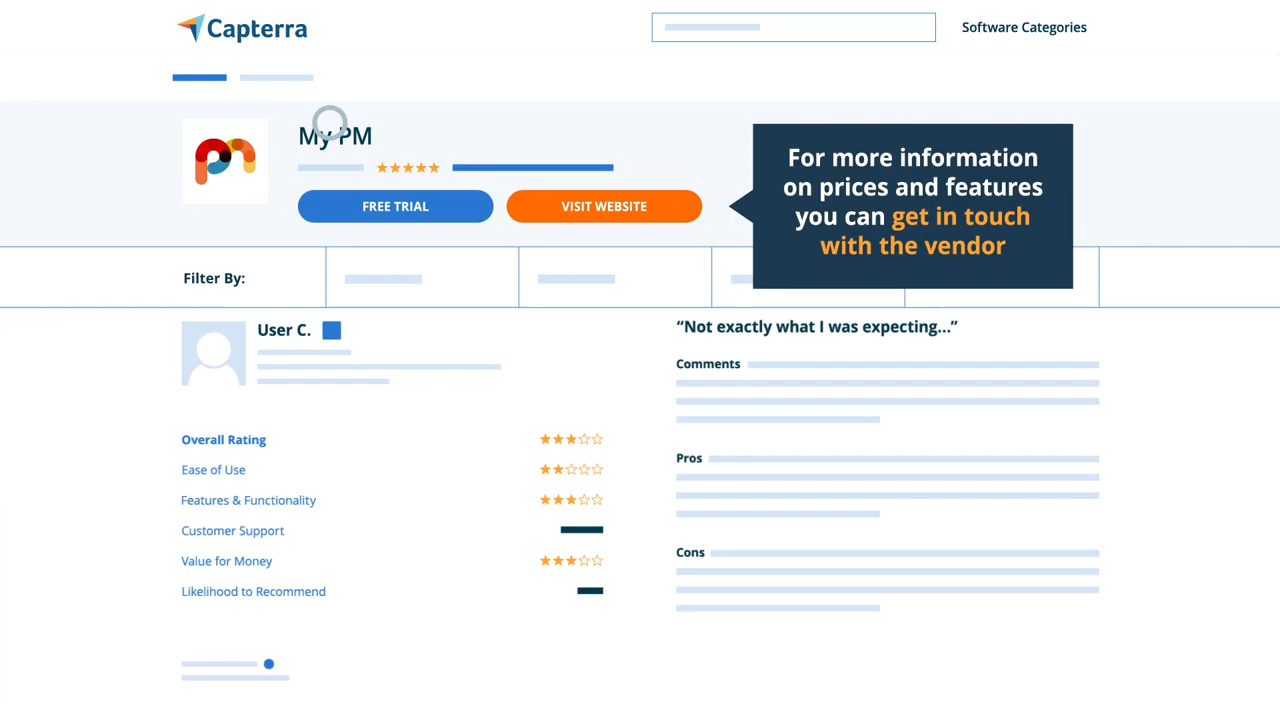 Capterra
Software Categories
My PM
FREE TRIAL
VISIT WEBSITE
For more information
on prices and features
you can get in touch
with the vendor
Filter By:
User C.
Overall Rating
Ease of Use
Features & Functionality
Customer Support
Value for Money
Likelihood to Recommend
“Not exactly what I was expecting...”
Comments
Pros
Cons